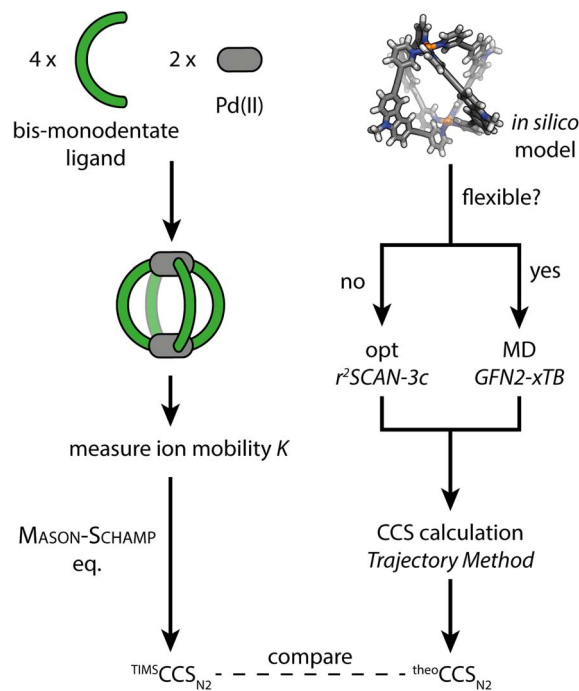 4 x
2 x
Pd(II)
bis-monodentate
ligand
measure ion mobility K
MASON-SCHAMP
eq.
TIMSCCSN2
in silico
model
flexible?
no
yes
opt
r²SCAN-3c
MD
GFN2-xTB
CCS calculation
Trajectory Method
compare
theoCCSN2